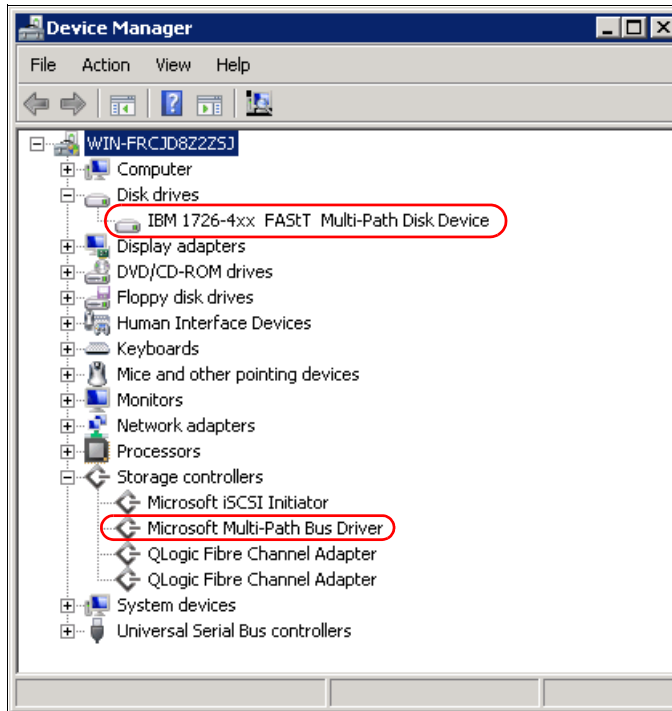 Device Manager
File Action View Help
WIN-FRCJD8Z2ZSJ
Computer
Disk drives
IBM 1726-4xx FAStT Multi-Path Disk Device
Display adapters
DVD/CD-ROM drives
Floppy disk drives
Human Interface Devices
Keyboards
Mice and other pointing devices
Monitors
Network adapters
Processors
Storage controllers
Microsoft iSCSI Initiator
Microsoft Multi-Path Bus Driver
QLogic Fibre Channel Adapter
QLogic Fibre Channel Adapter
System devices
Universal Serial Bus controllers